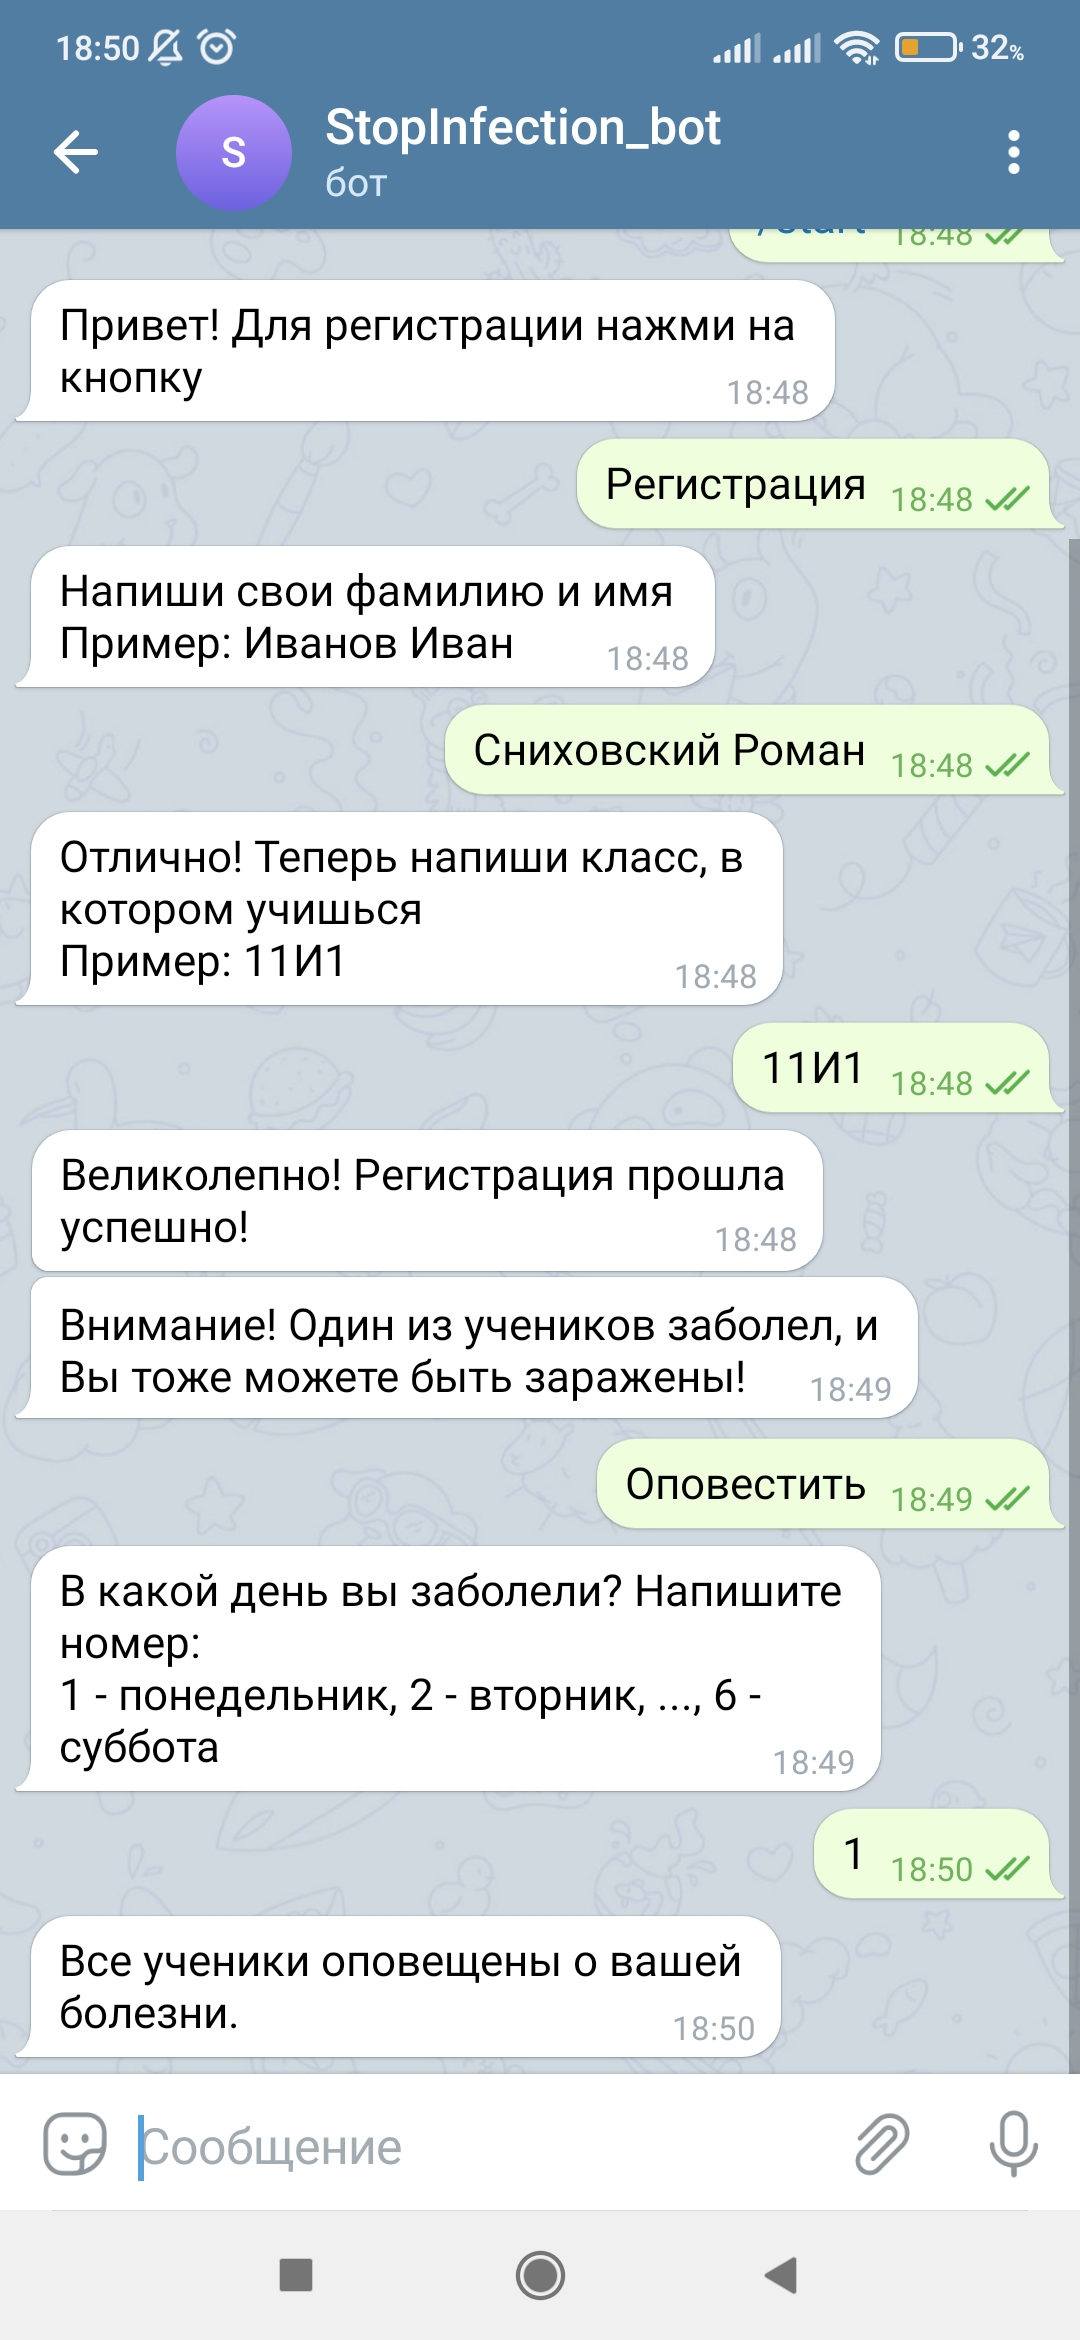 18:50
32%
S
StopInfection_bot
бот
/start 18:48
Привет! Для регистрации нажми на
кнопку
18:48
Регистрация
18:48
Напиши свои фамилию и имя
Пример: Иванов Иван
18:48
Сниховский Роман
18:48
Отлично! Теперь напиши класс, в
котором учишься
Пример: 11И1
18:48
11И1
18:48
Великолепно! Регистрация прошла
успешно!
18:48
Внимание! Один из учеников заболел, и
Вы тоже можете быть заражены!
18:49
Оповестить
18:49
В какой день вы заболели? Напишите
номер:
1 - понедельник, 2 - вторник, ..., 6 -
суббота
18:49
1
18:50
Все ученики оповещены о вашей
болезни.
18:50
Сообщение